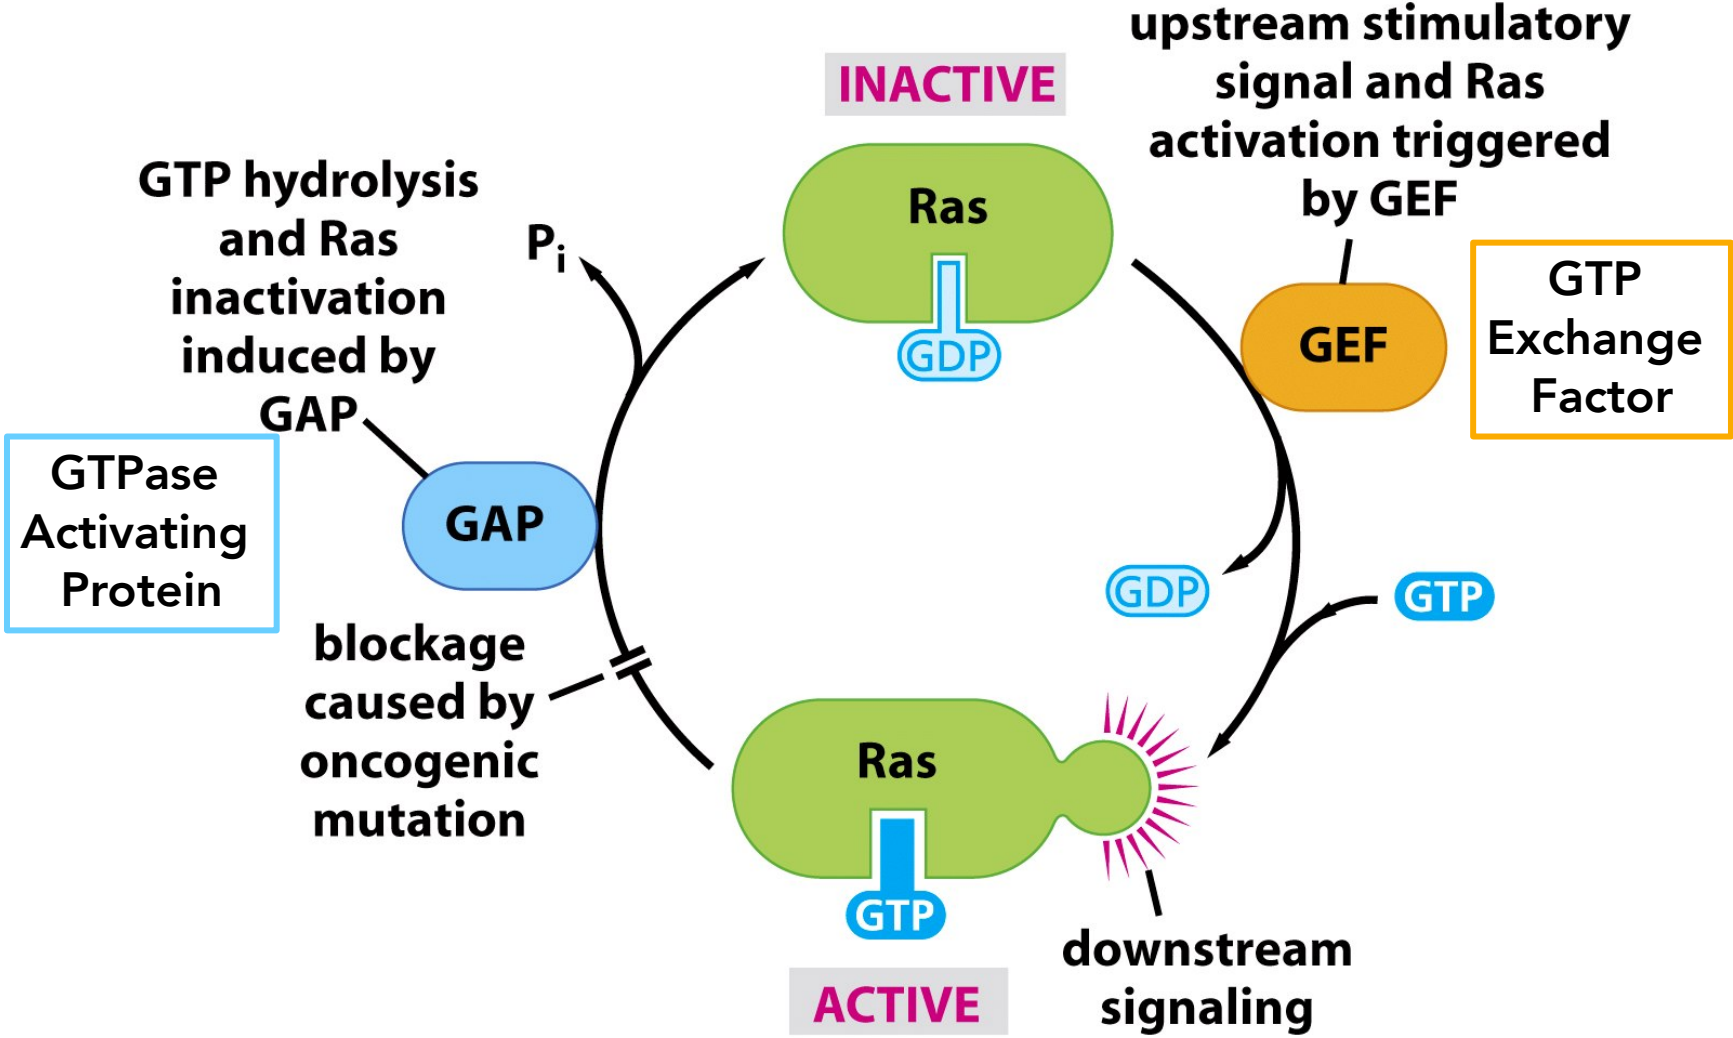 upstream stimulatory
signal and Ras
activation triggered
by GEF
INACTIVE
Ras
GDP
GEF
GTP
Exchange
Factor
GTP hydrolysis
and Ras
inactivation
induced by
GAP
Pi
GTPase
Activating
Protein
GAP
GDP
GTP
blockage
caused by
oncogenic
mutation
Ras
GTP
ACTIVE
downstream
signaling